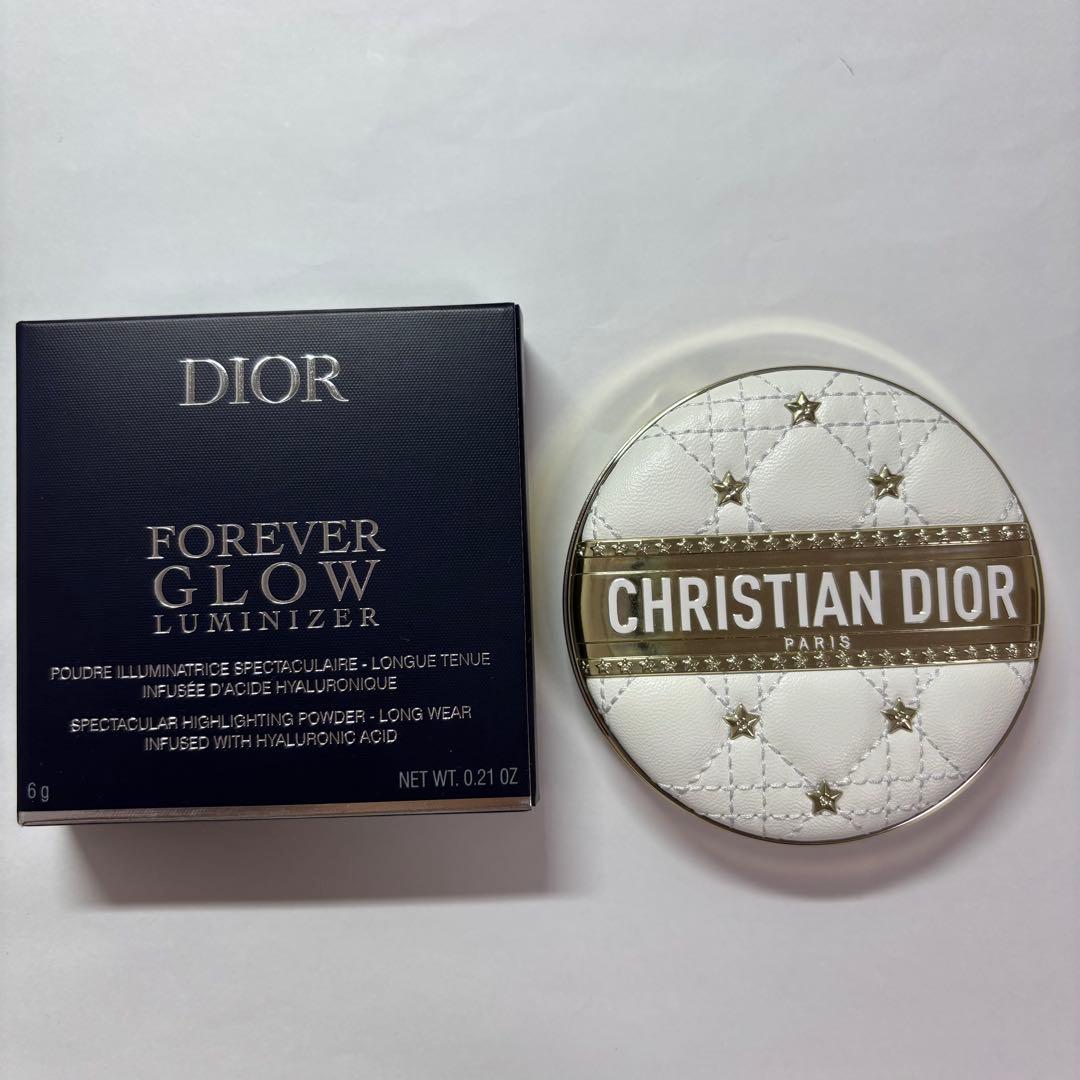 DIOR
FOREVER
GLOW
LUMINIZER
POUDRE ILLUMINATRICE SPECTACULAIRE - LONGUE TENUE
INFUSÉE D'ACIDE HYALURONIQUE
SPECTACULAR HIGHLIGHTING POWDER - LONG WEAR
INFUSED WITH HYALURONIC ACID
6 g
NET WT. 0.21 OZ
CHRISTIAN DIOR
PARIS